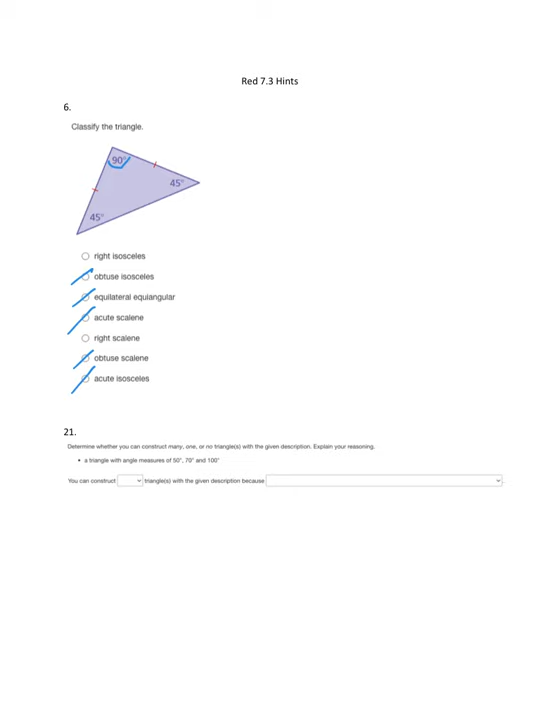 Red 7.3 Hints
6.
Classify the triangle.
90°
45°
45°
right isosceles
obtuse isosceles
equilateral equiangular
acute scalene
right scalene
obtuse scalene
acute isosceles
21.
Determine whether you can construct many, one, or no triangle(s) with the given description. Explain your reasoning.
• a triangle with angle measures of 50°, 70° and 100°
You can construct triangle(s) with the given description because .